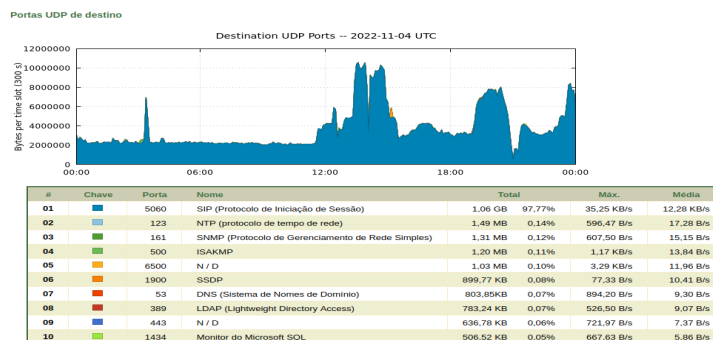 Portas UDP de destino
Destination UDP Ports -- 2022-11-04 UTC
Bytes per time slot (300 s)
12000000
10000000
8000000
6000000
4000000
2000000
0
00:00 06:00 12:00 18:00 00:00
# Chave Porta Nome Total Máx. Média
01 5060 SIP (Protocolo de Iniciação de Sessão) 1,06 GB 97,77% 35,25 KB/s 12,28 KB/s
02 123 NTP (protocolo de tempo de rede) 1,49 MB 0,14% 596,47 B/s 17,28 B/s
03 161 SNMP (Protocolo de Gerenciamento de Rede Simples) 1,31 MB 0,12% 607,50 B/s 15,15 B/s
04 500 ISAKMP 1,20 MB 0,11% 1,17 KB/s 13,84 B/s
05 6500 N / D 1,03 MB 0,10% 3,29 KB/s 11,96 B/s
06 1900 SSDP 899,77 KB 0,08% 77,33 B/s 10,41 B/s
07 53 DNS (Sistema de Nomes de Domínio) 803,85KB 0,07% 894,20 B/s 9,30 B/s
08 389 LDAP (Lightweight Directory Access) 783,24 KB 0,07% 526,50 B/s 9,07 B/s
09 443 N / D 636,78 KB 0,06% 721,97 B/s 7,37 B/s
10 1434 Monitor do Microsoft SQL 506,52 KB 0,05% 667,63 B/s 5,86 B/s